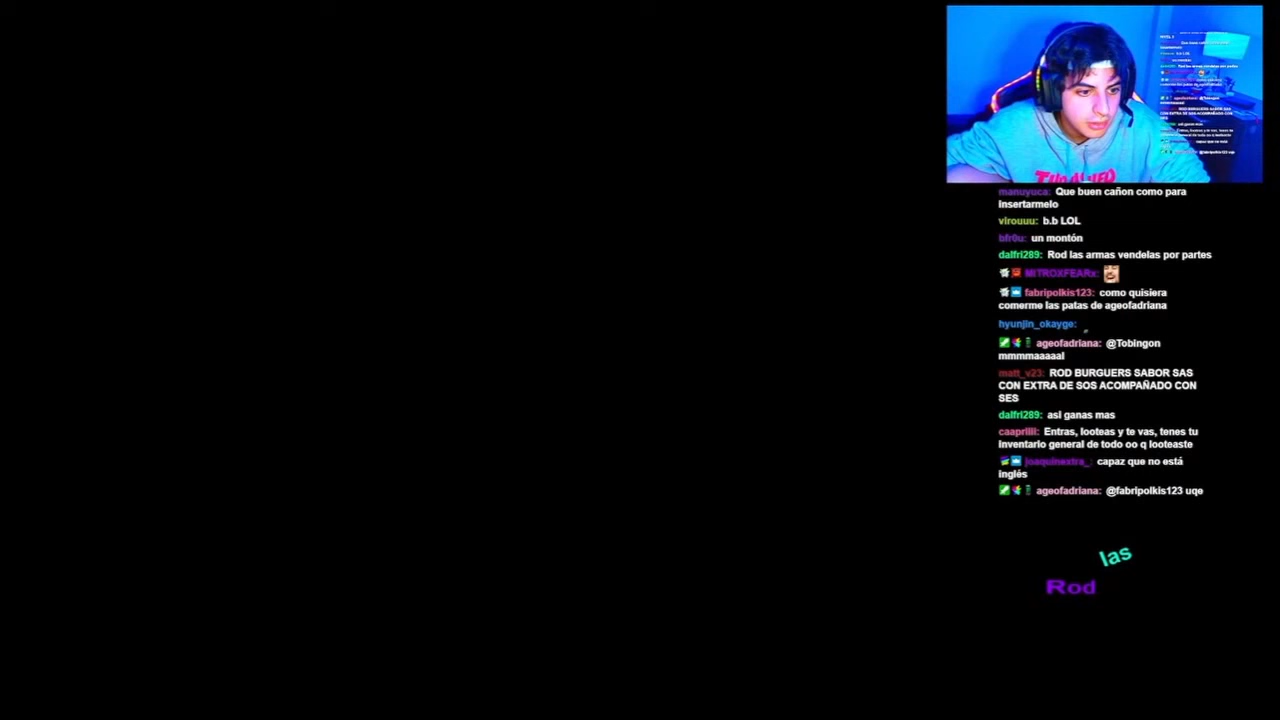 manuyuca: Que buen cañon como para
insertarmelo
virouuu: b.b LOL
bfr0u: un montón
dalfri289: Rod las armas vendelas por partes
MITROXFEARx:
fabripolkis123: como quisiera
comerme las patas de ageofadriana
hyunjin_okayge:
ageofadriana: @Tobingon
mmmmaaaaal
matt_v23: ROD BURGUERS SABOR SAS
CON EXTRA DE SOS ACOMPAÑADO CON
SES
dalfri289: asi ganas mas
caapriiii: Entras, looteas y te vas, tenes tu
inventario general de todo oo q looteaste
joaquinextra_: capaz que no está
inglés
ageofadriana: @fabripolkis123 uqe
las
Rod